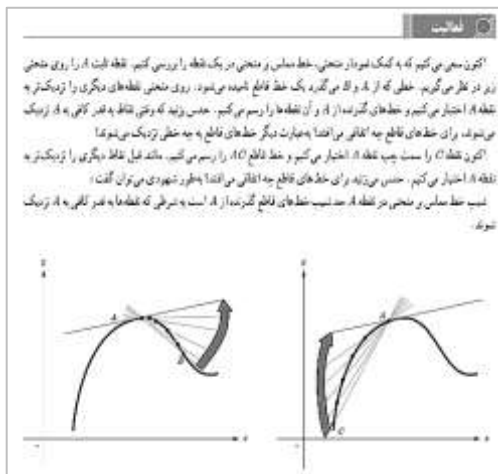 فعالیت
اکنون سعی می‌کنیم که به کمک نمودار منحنی، خط مماس بر منحنی در یک نقطه را بررسی کنیم. نقطه ثابت A را روی منحنی
زیر در نظر می‌گیریم. خطی که از A و B می‌گذرد یک خط قاطع نامیده می‌شود. روی منحنی نقطه‌های دیگری را نزدیک‌تر به
نقطه A اختیار می‌کنیم و خط‌های گذرنده از A و آن نقطه‌ها را رسم می‌کنیم. حدس بزنید که وقتی نقاط به قدر کافی به A نزدیک
می‌شوند، برای خط‌های قاطع چه اتفاقی می‌افتد؟ به‌عبارت دیگر خط‌های قاطع به چه خطی نزدیک می‌شوند؟
اکنون نقطه C را سمت چپ نقطه A اختیار می‌کنیم و خط قاطع AC را رسم می‌کنیم. مانند قبل نقاط دیگری را نزدیک‌تر به
نقطه A اختیار می‌کنیم. حدس می‌زنید برای خط‌های قاطع چه اتفاقی می‌افتد؟ به‌طور شهودی می‌توان گفت:
شیب خط مماس بر منحنی در نقطه A حد شیب خط‌های قاطع گذرنده از A است به شرطی که نقطه‌ها به قدر کافی به A نزدیک
شوند.
A
B
A
C